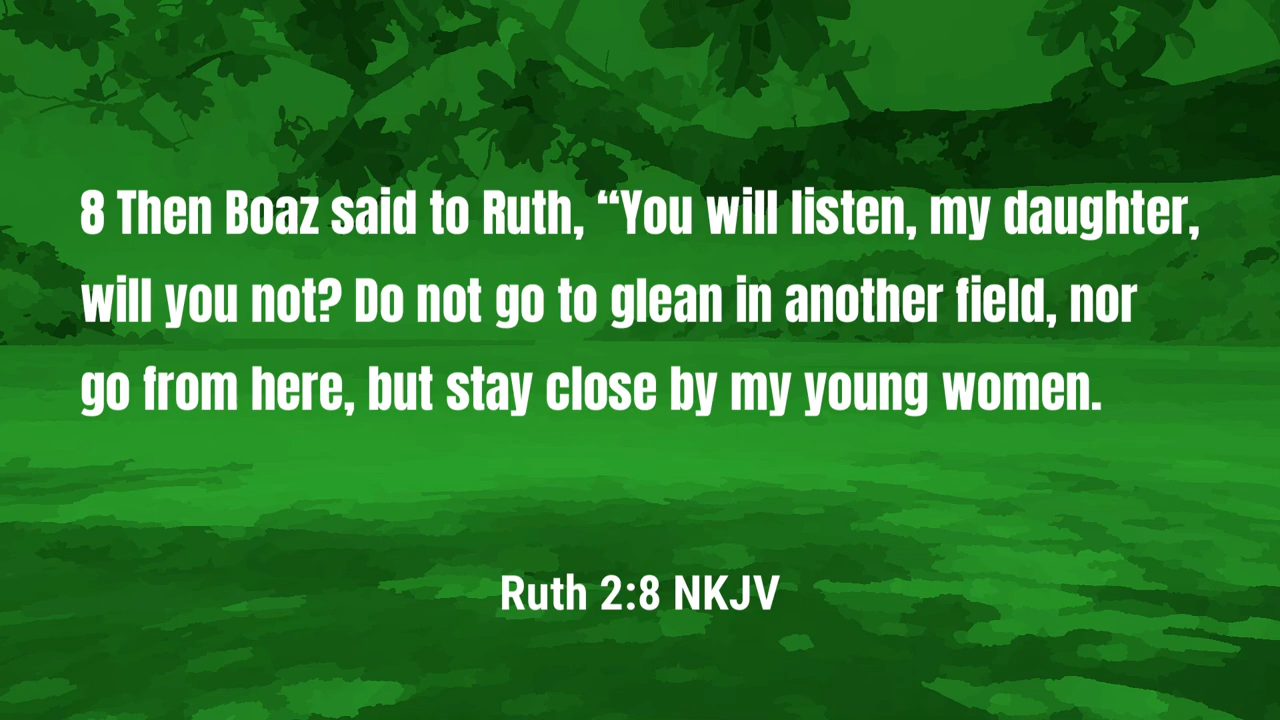 8 Then Boaz said to Ruth, “You will listen, my daughter,
will you not? Do not go to glean in another field, nor
go from here, but stay close by my young women.
Ruth 2:8 NKJV